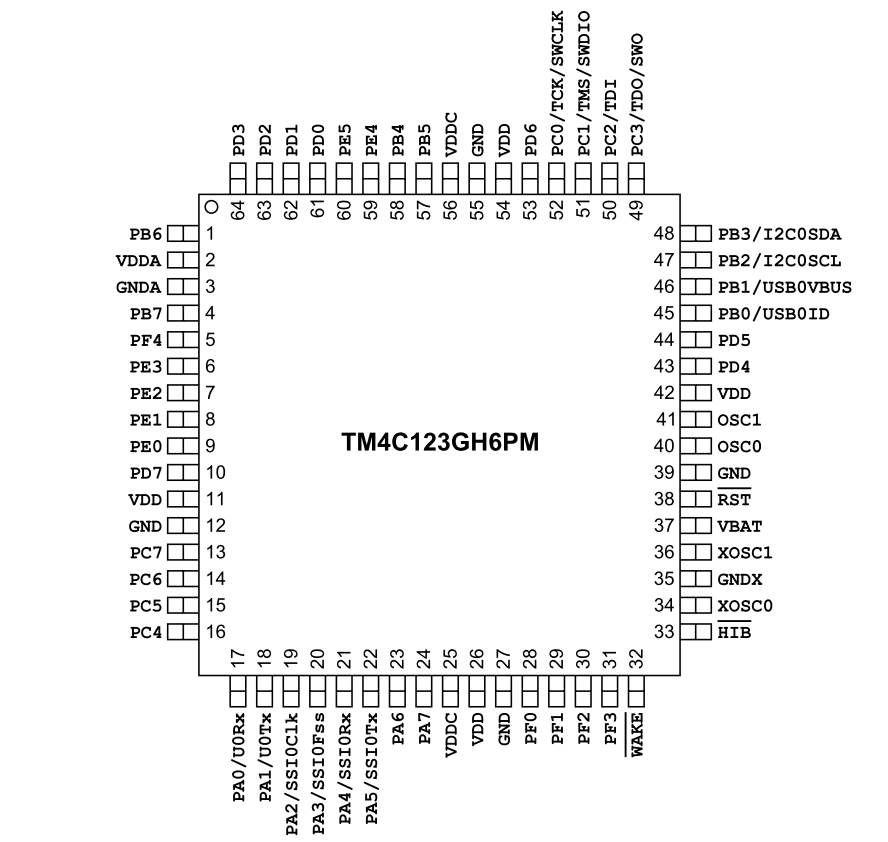 PD3
PD2
PD1
PD0
PE5
PE4
PB4
PB5
VDDC
GND
VDD
PD6
PC0/TCK/SWCLK
PC1/TMS/SWDIO
PC2/TDI
PC3/TDO/SWO
64
63
62
61
60
59
58
57
56
55
54
53
52
51
50
49
PB6 1
VDDA 2
GNDA 3
PB7 4
PF4 5
PE3 6
PE2 7
PE1 8
PE0 9
PD7 10
VDD 11
GND 12
PC7 13
PC6 14
PC5 15
PC4 16
TM4C123GH6PM
48 PB3/I2C0SDA
47 PB2/I2C0SCL
46 PB1/USB0VBUS
45 PB0/USB0ID
44 PD5
43 PD4
42 VDD
41 OSC1
40 OSC0
39 GND
38 RST
37 VBAT
36 XOSC1
35 GNDX
34 XOSC0
33 HIB
17
18
19
20
21
22
23
24
25
26
27
28
29
30
31
32
PA0/U0Rx
PA1/U0Tx
PA2/SSI0Clk
PA3/SSI0Fss
PA4/SSI0Rx
PA5/SSI0Tx
PA6
PA7
VDDC
VDD
GND
PF0
PF1
PF2
PF3
WAKE